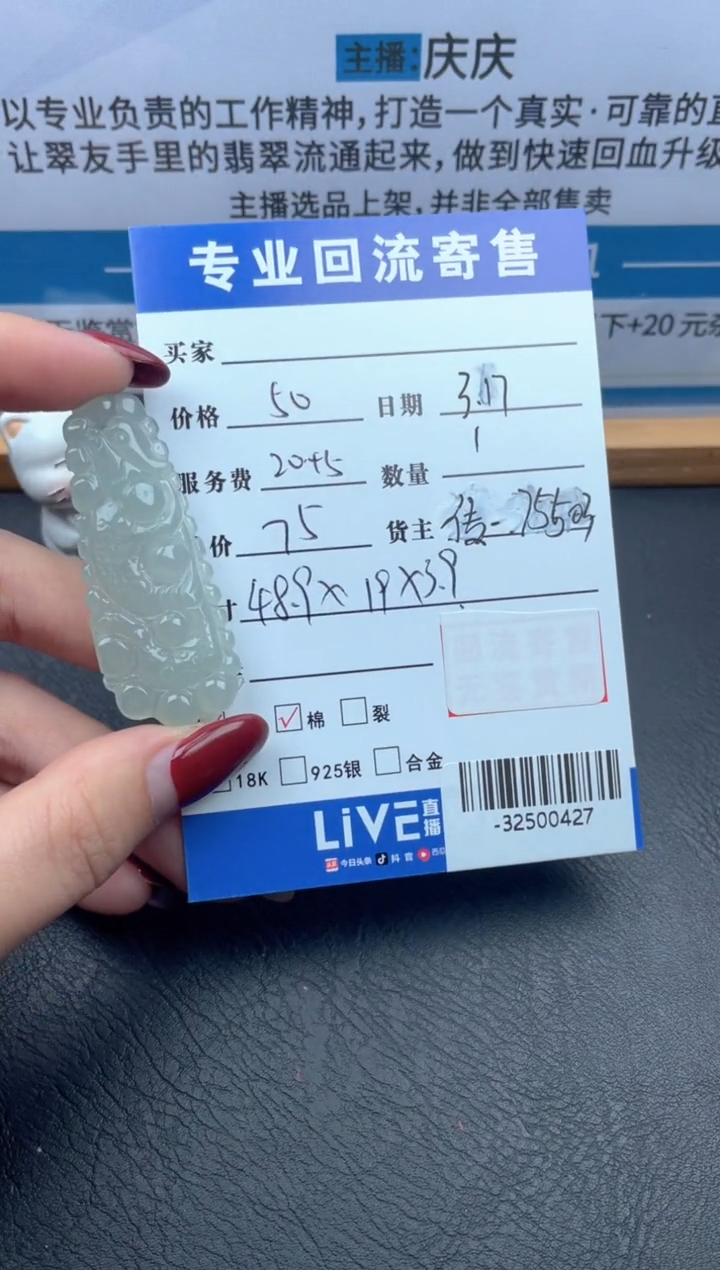 主播:庆庆
以专业负责的工作精神,打造一个真实·可靠的
让翠友手里的翡翠流通起来,做到快速回血升级
主播选品上架,并非全部售卖
下+20元
专业回流寄售
买家
价格 50 日期 3.17
服务费 20+5 数量 1
价 75 货主
寸 48.9×19×3.9
棉 裂
18K 925银 合金
LiVE直播
今日头条 抖音 西瓜
-32500427